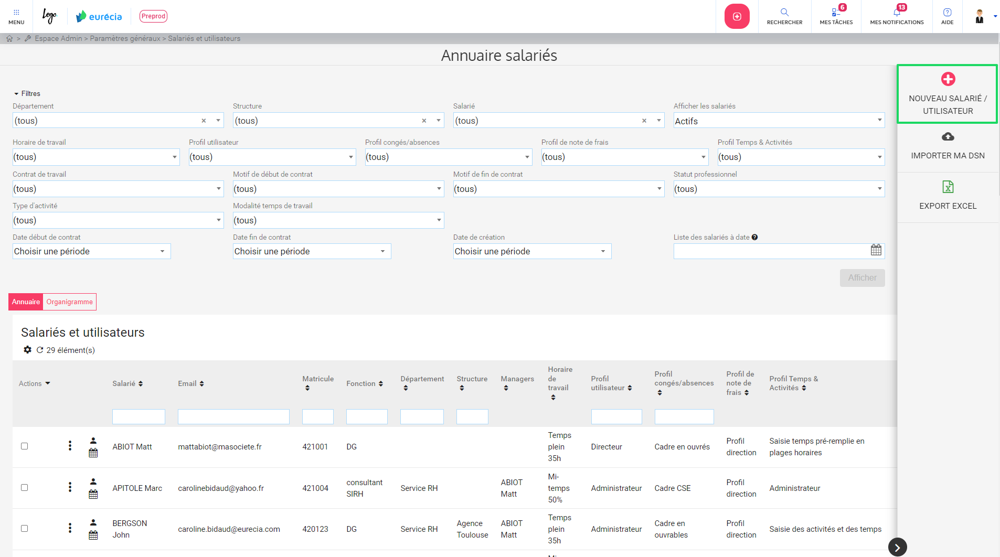 MENU
Logo
eurécia
Preprod
RECHERCHER
6
MES TÂCHES
13
MES NOTIFICATIONS
AIDE
> Espace Admin > Paramètres généraux > Salariés et utilisateurs
Annuaire salariés
NOUVEAU SALARIÉ /
UTILISATEUR
IMPORTER MA DSN
EXPORT EXCEL
Filtres
Département
Structure
Salarié
Afficher les salariés
(tous) ×
(tous) ×
(tous) ×
Actifs
Horaire de travail
Profil utilisateur
Profil congés/absences
Profil de note de frais
Profil Temps & Activités
(tous)
(tous)
(tous)
(tous)
(tous)
Contrat de travail
Motif de début de contrat
Motif de fin de contrat
Statut professionnel
(tous)
(tous)
(tous)
(tous)
Type d'activité
Modalité temps de travail
(tous)
(tous)
Date début de contrat
Date fin de contrat
Date de création
Liste des salariés à date ?
Choisir une période
Choisir une période
Choisir une période
Afficher
Annuaire
Organigramme
Salariés et utilisateurs
29 élément(s)
Actions
Salarié
Email
Matricule
Fonction
Département
Structure
Managers
Horaire
de
travail
Profil
utilisateur
Profil
congés/absences
Profil de
note de
frais
Profil Temps &
Activités
ABIOT Matt
mattabiot@masociete.fr
421001
DG
Temps
plein
35h
Directeur
Cadre en ouvrés
Profil
direction
Saisie temps pré-remplie en
plages horaires
APITOLE Marc
carolinebidaud@yahoo.fr
421004
consultant
SIRH
Service RH
ABIOT
Matt
Mi-
temps
50%
Administrateur
Cadre CSE
Profil
direction
Administrateur
BERGSON
John
caroline.bidaud@eurecia.com
420123
DG
Service RH
Agence
Toulouse
ABIOT
Matt
Temps
plein
35h
Administrateur
Cadre en
ouvrables
Profil
direction
Saisie des activités et des temps